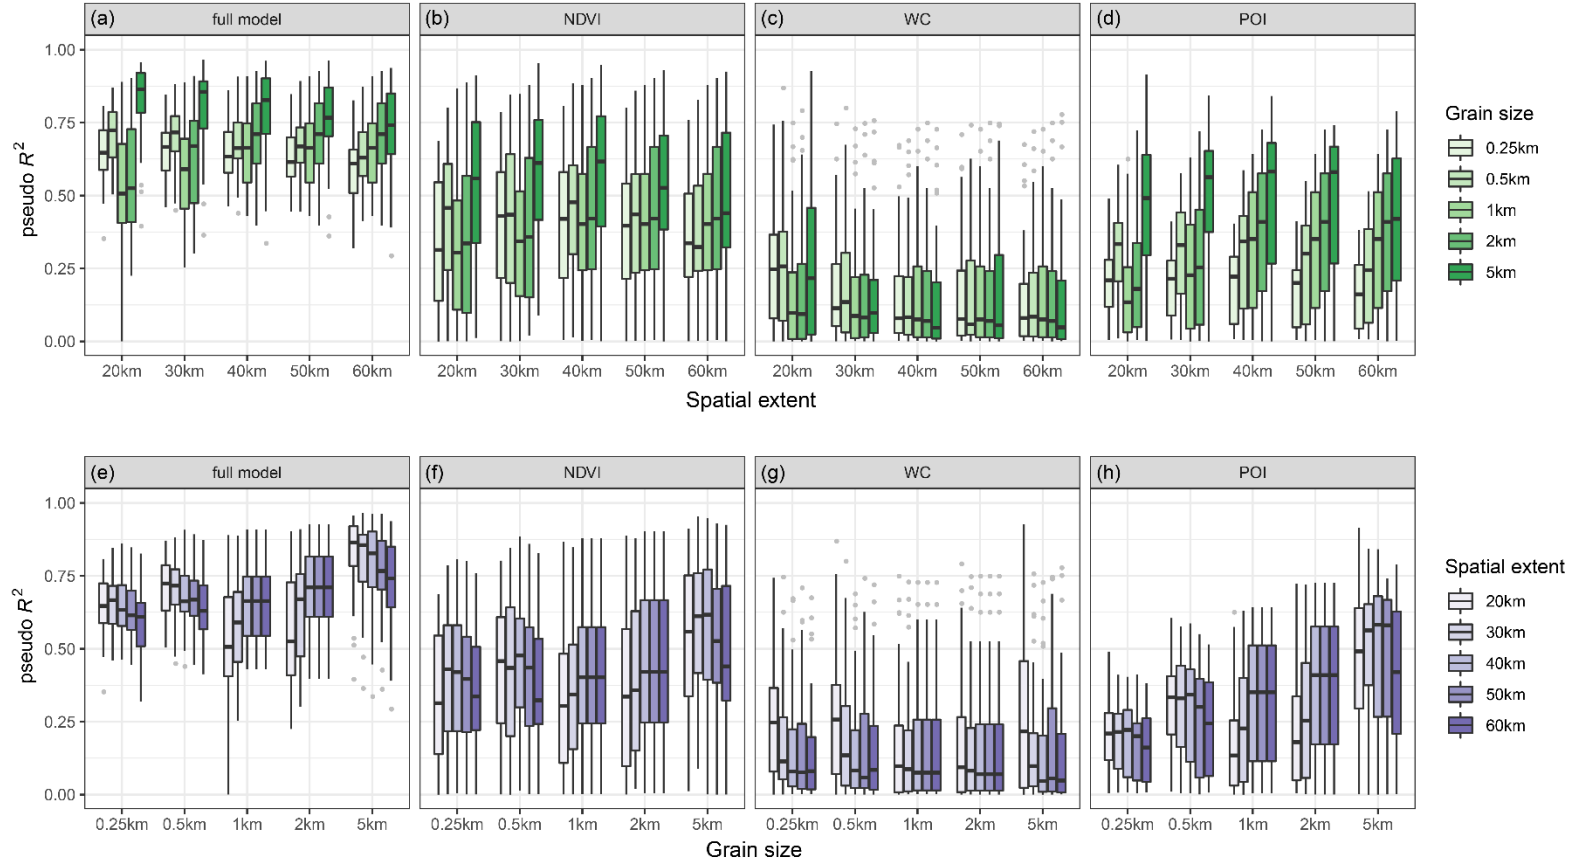 (a) full model
(b) NDVI
(c) WC
(d) POI
pseudo R²
1.00
0.75
0.50
0.25
0.00
20km 30km 40km 50km 60km
20km 30km 40km 50km 60km
20km 30km 40km 50km 60km
20km 30km 40km 50km 60km
Spatial extent
Grain size
0.25km
0.5km
1km
2km
5km
(e) full model
(f) NDVI
(g) WC
(h) POI
pseudo R²
1.00
0.75
0.50
0.25
0.00
0.25km 0.5km 1km 2km 5km
0.25km 0.5km 1km 2km 5km
0.25km 0.5km 1km 2km 5km
0.25km 0.5km 1km 2km 5km
Grain size
Spatial extent
20km
30km
40km
50km
60km